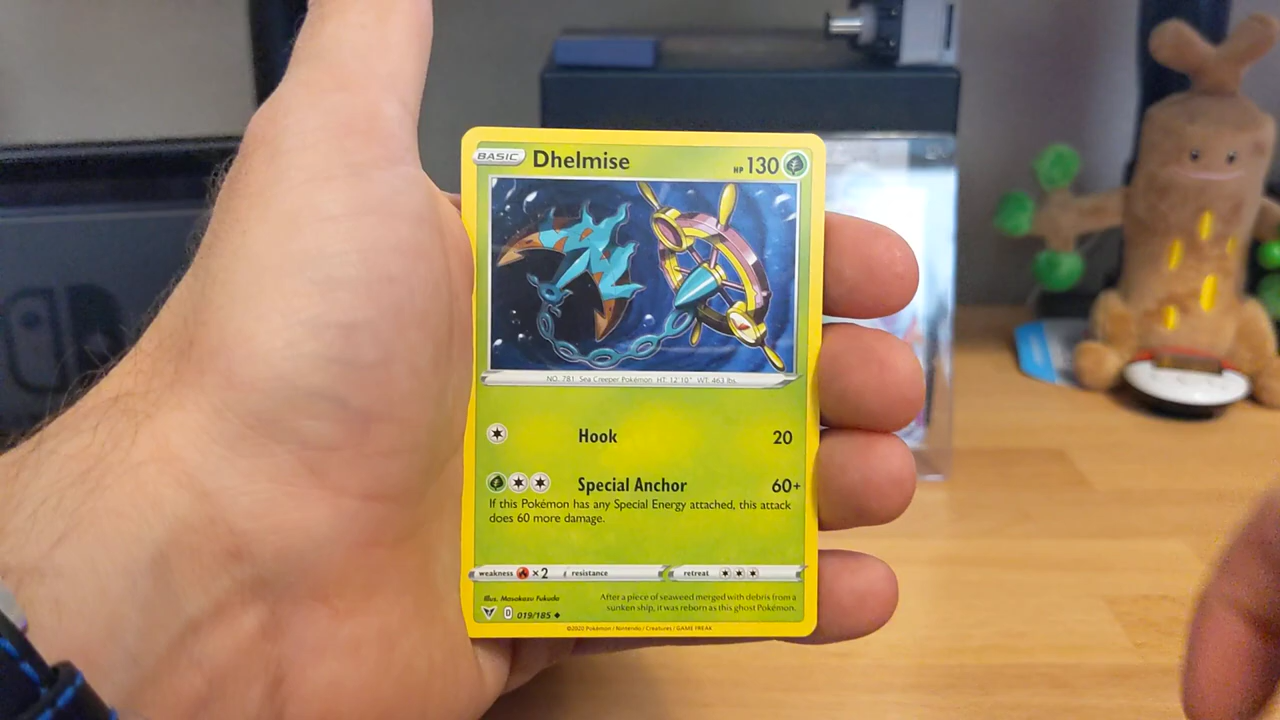 BASIC Dhelmise HP 130
NO. 781 Sea Creeper Pokémon HT: 12'10" WT: 463 lbs.
Hook 20
Special Anchor 60+
If this Pokémon has any Special Energy attached, this attack
does 60 more damage.
weakness ×2 resistance retreat
Illus. Masakazu Fukuda
After a piece of seaweed merged with debris from a
sunken ship, it was reborn as this ghost Pokémon.
D 019/185
©2020 Pokémon / Nintendo / Creatures / GAME FREAK